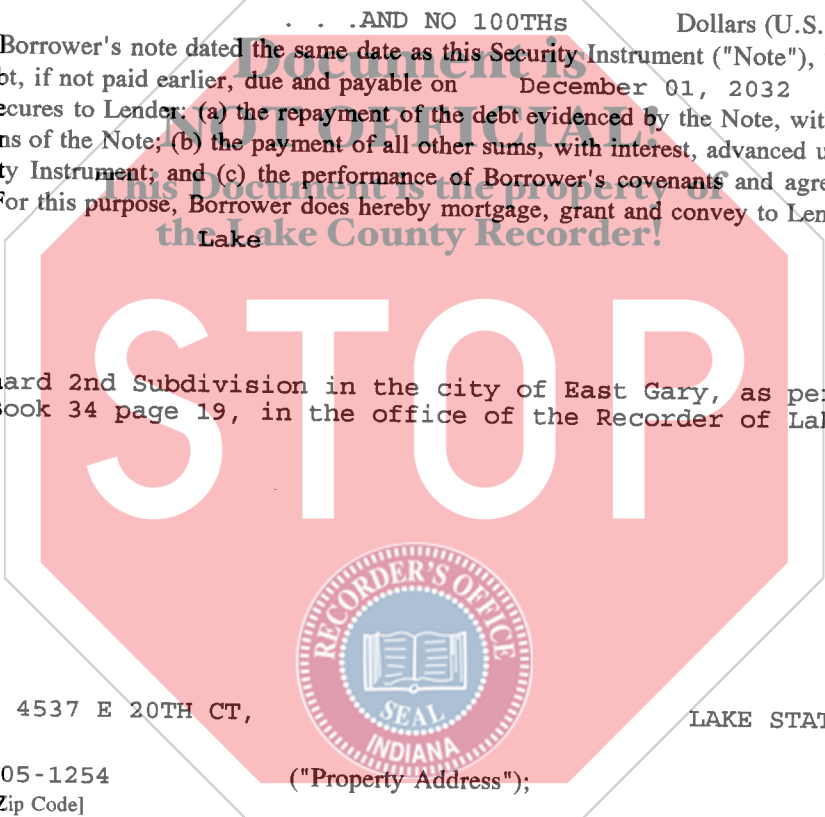 . . .AND NO 100THs Dollars (U.S.
Borrower's note dated the same date as this Security Instrument ("Note"),
bt, if not paid earlier, due and payable on December 01, 2032
ecures to Lender: (a) the repayment of the debt evidenced by the Note, wit
ns of the Note; (b) the payment of all other sums, with interest, advanced u
ty Instrument; and (c) the performance of Borrower's covenants and agre
For this purpose, Borrower does hereby mortgage, grant and convey to Len
Lake
Document is
NOT OFFICIAL!
This Document is the property of
the Lake County Recorder!
STOP
ard 2nd Subdivision in the city of East Gary, as per
Book 34 page 19, in the office of the Recorder of Lak
RECORDER'S OFFICE
SEAL
INDIANA
4537 E 20TH CT, LAKE STAT
05-1254 ("Property Address");
Zip Code]